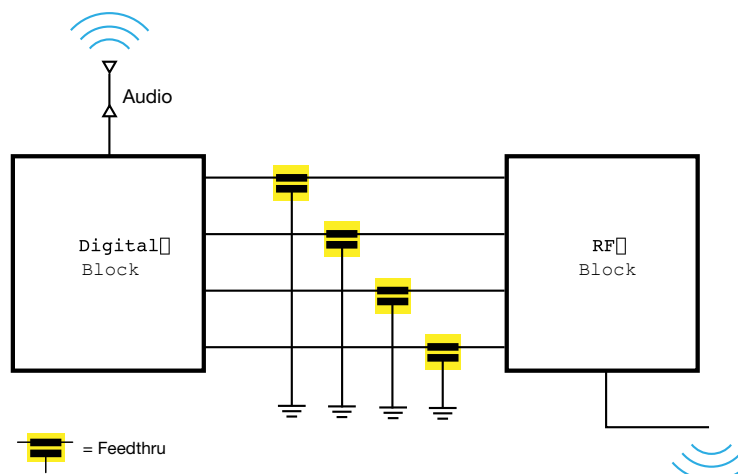 Audio
Digital
Block
RF
Block
= Feedthru